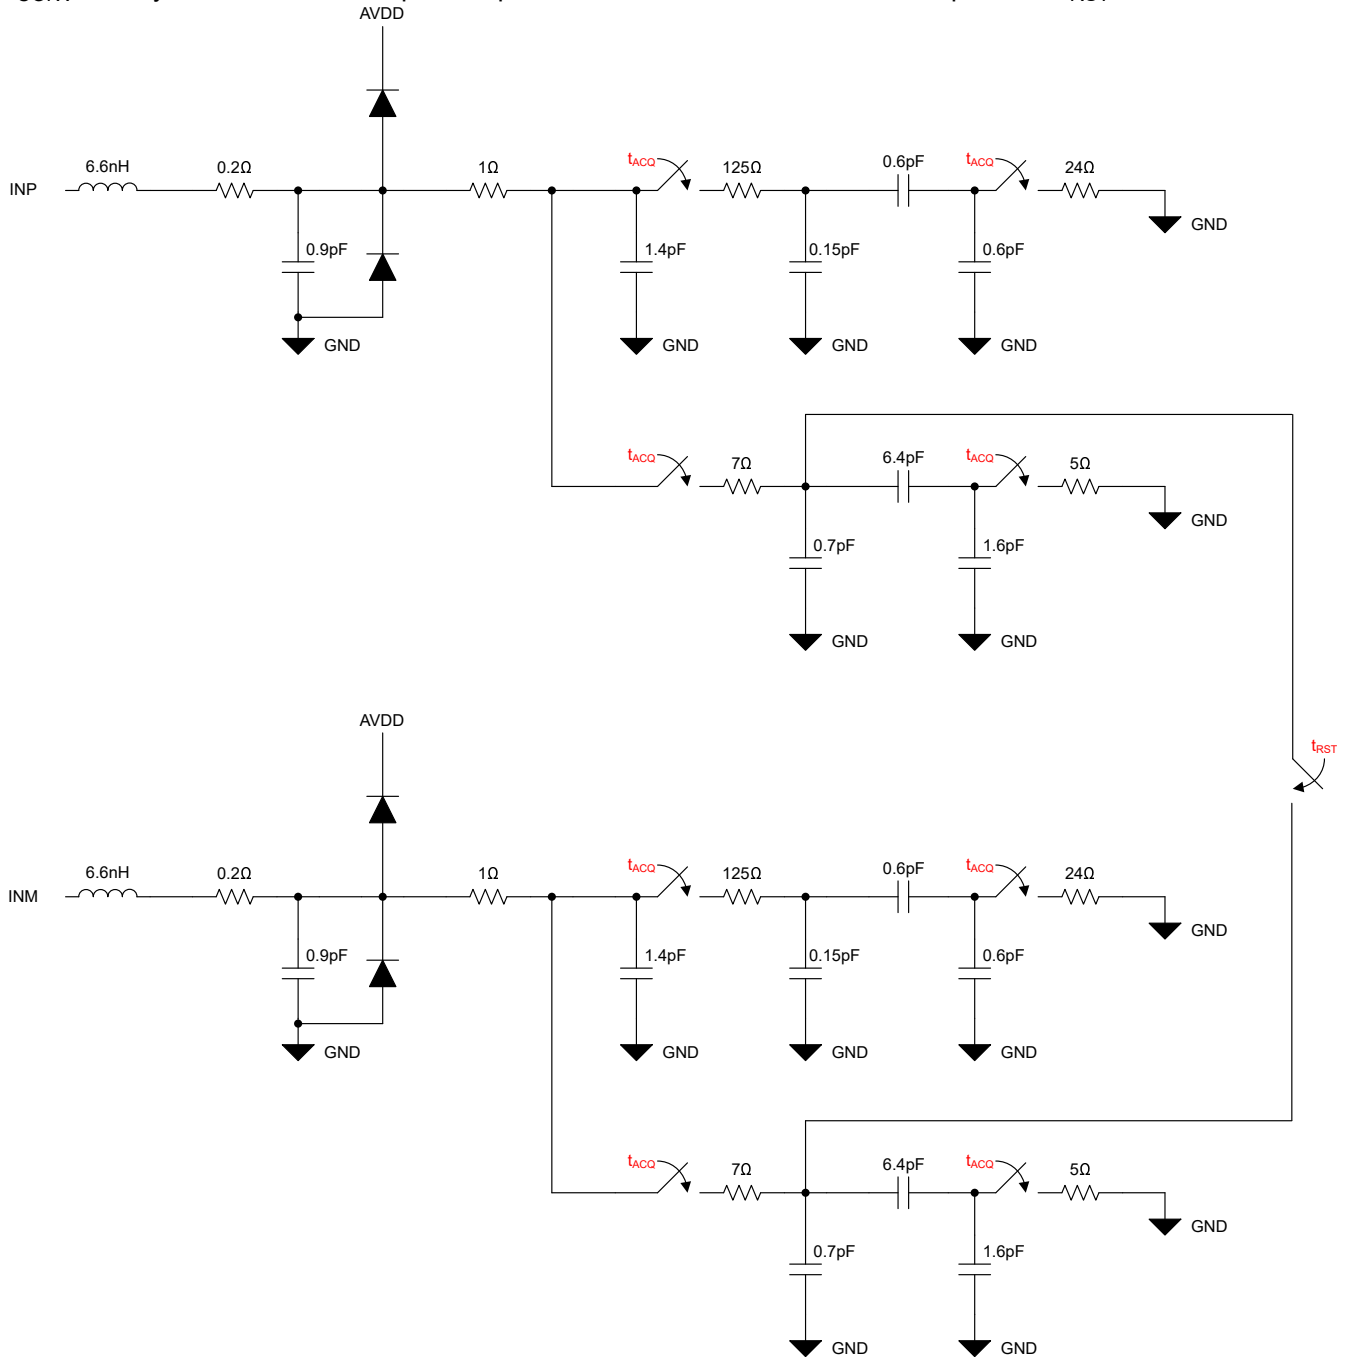 AVDD
6.6nH 0.2Ω 1Ω tACQ 125Ω 0.6pF tACQ 24Ω
INP
GND
0.9pF 1.4pF 0.15pF 0.6pF
GND GND GND GND
tACQ 7Ω 6.4pF tACQ 5Ω
GND
0.7pF 1.6pF
GND GND
AVDD
tRST
6.6nH 0.2Ω 1Ω tACQ 125Ω 0.6pF tACQ 24Ω
INM
GND
0.9pF 1.4pF 0.15pF 0.6pF
GND GND GND GND
tACQ 7Ω 6.4pF tACQ 5Ω
GND
0.7pF 1.6pF
GND GND